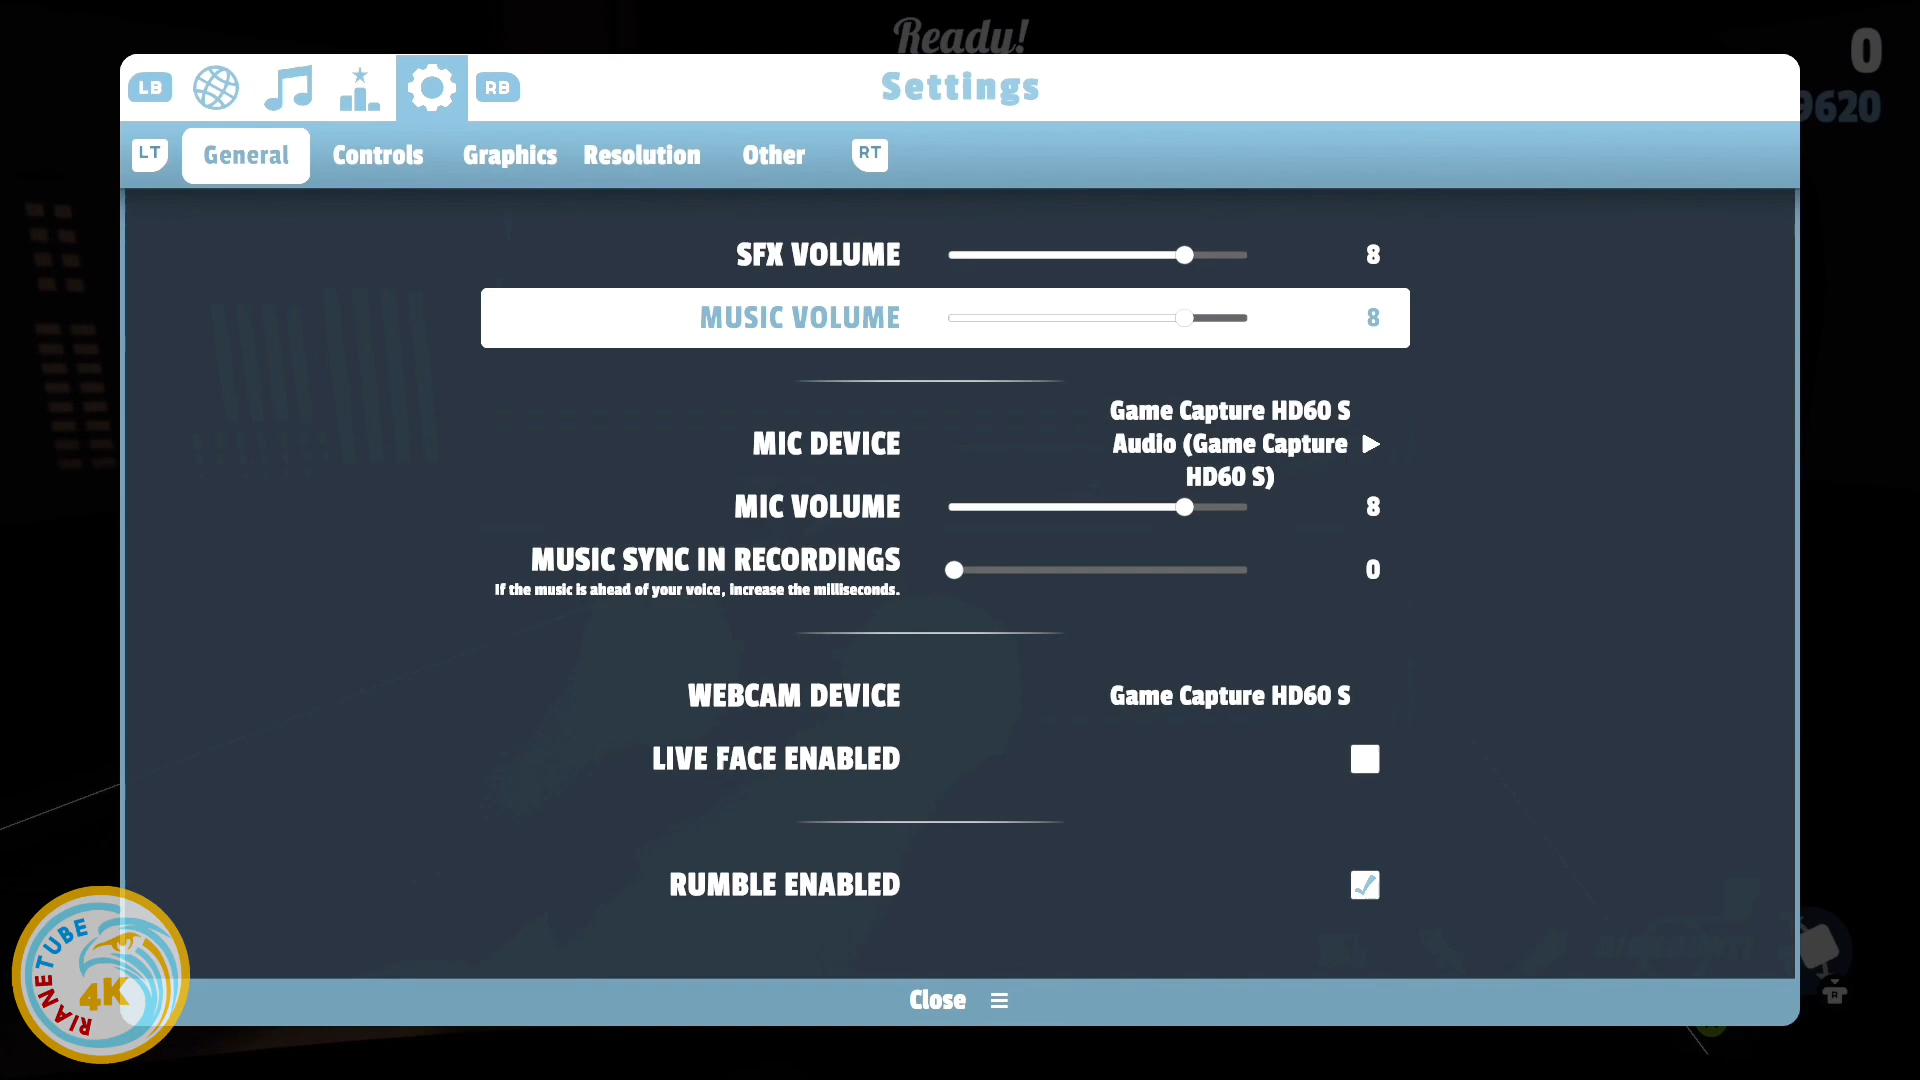 Ready!
0
9620
LB
RB
Settings
LT
General
Controls
Graphics
Resolution
Other
RT
SFX VOLUME
8
MUSIC VOLUME
8
MIC DEVICE
Game Capture HD60 S
Audio (Game Capture
HD60 S)
MIC VOLUME
8
MUSIC SYNC IN RECORDINGS
If the music is ahead of your voice, increase the milliseconds.
0
WEBCAM DEVICE
Game Capture HD60 S
LIVE FACE ENABLED
RUMBLE ENABLED
Close
R
RIANETUBE
4K